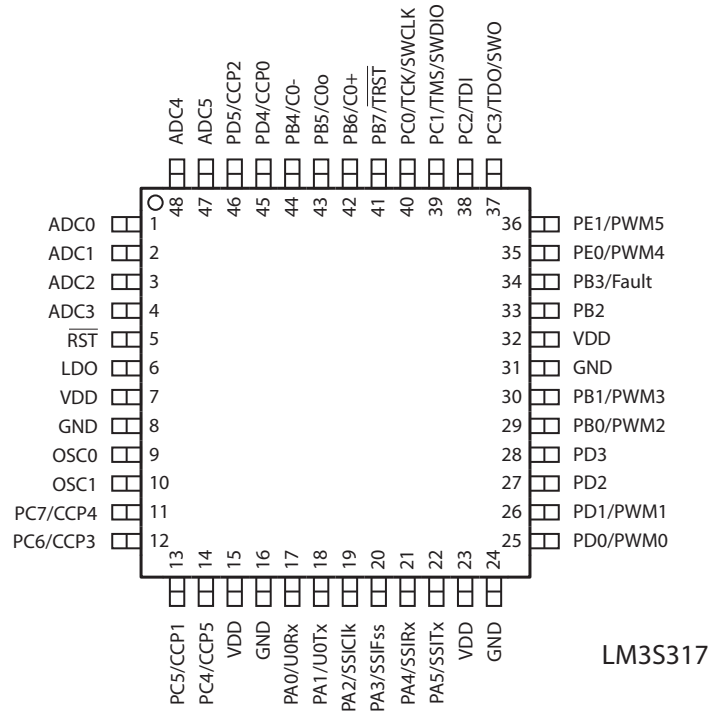 ADC4
ADC5
PD5/CCP2
PD4/CCP0
PB4/C0-
PB5/C0o
PB6/C0+
PB7/TRST
PC0/TCK/SWCLK
PC1/TMS/SWDIO
PC2/TDI
PC3/TDO/SWO
48
47
46
45
44
43
42
41
40
39
38
37
ADC0 1
ADC1 2
ADC2 3
ADC3 4
RST 5
LDO 6
VDD 7
GND 8
OSC0 9
OSC1 10
PC7/CCP4 11
PC6/CCP3 12
36 PE1/PWM5
35 PE0/PWM4
34 PB3/Fault
33 PB2
32 VDD
31 GND
30 PB1/PWM3
29 PB0/PWM2
28 PD3
27 PD2
26 PD1/PWM1
25 PD0/PWM0
13
14
15
16
17
18
19
20
21
22
23
24
PC5/CCP1
PC4/CCP5
VDD
GND
PA0/U0Rx
PA1/U0Tx
PA2/SSIClk
PA3/SSIFss
PA4/SSIRx
PA5/SSITx
VDD
GND
LM3S317